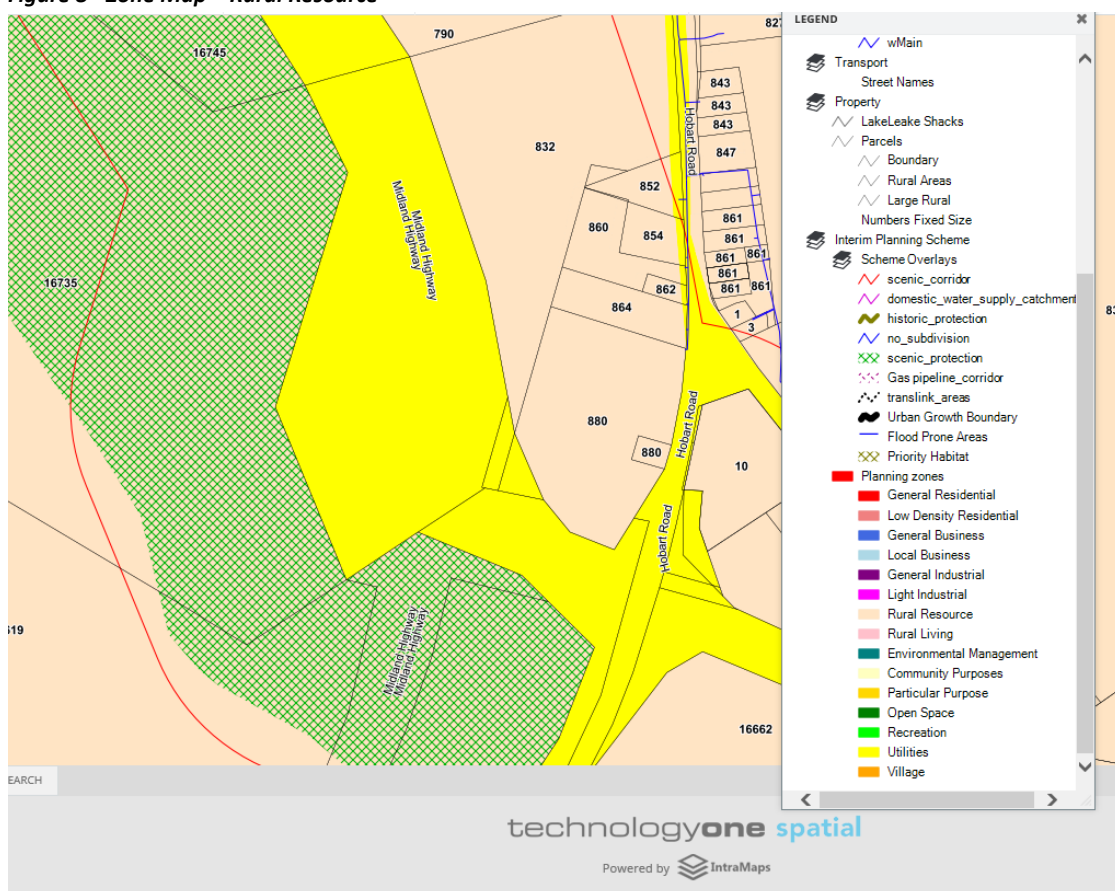 Figure 8 - Zone Map – Rural Resource
16745
790
827
843
843
843
847
Hobart Road
832
852
860
854
861
861
861
861
861
861
861
862
864
1
3
Midland Highway
Midland Highway
16735
880
880
Hobart Road
10
Hobart Road
Midland Highway
Midland Highway
619
16662
83
LEGEND
wMain
Transport
Street Names
Property
LakeLeake Shacks
Parcels
Boundary
Rural Areas
Large Rural
Numbers Fixed Size
Interim Planning Scheme
Scheme Overlays
scenic_corridor
domestic_water_supply_catchment
historic_protection
no_subdivision
scenic_protection
Gas pipeline_corridor
translink_areas
Urban Growth Boundary
Flood Prone Areas
Priority Habitat
Planning zones
General Residential
Low Density Residential
General Business
Local Business
General Industrial
Light Industrial
Rural Resource
Rural Living
Environmental Management
Community Purposes
Particular Purpose
Open Space
Recreation
Utilities
Village
EARCH
technologyone spatial
Powered by IntraMaps